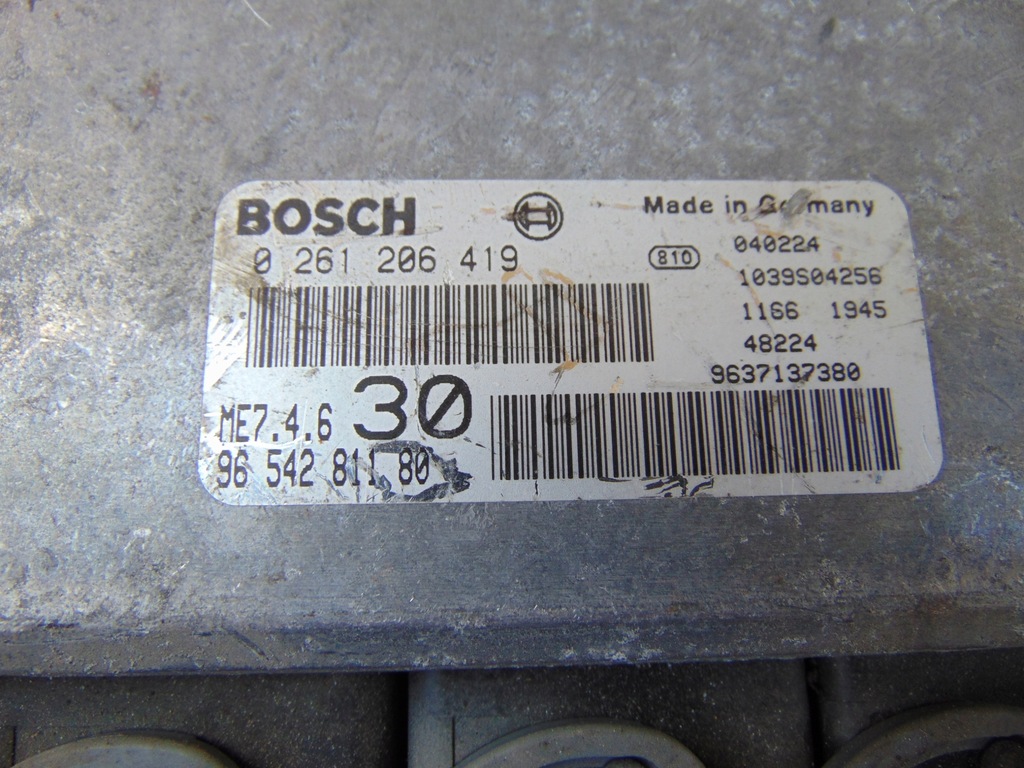 BOSCH
Made in Germany
0 261 206 419
810
040224
1039S04256
1166 1945
48224
9637137380
ME7.4.6 30
96 542 811 80